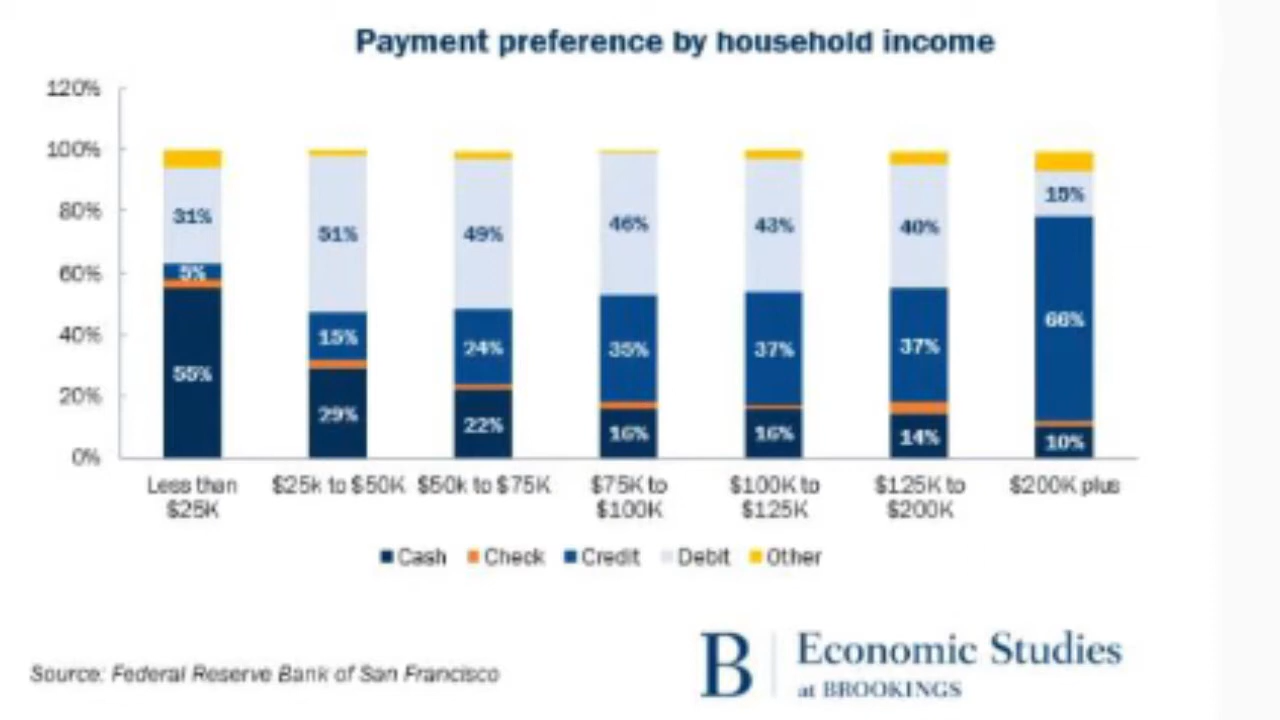 Payment preference by household income
120%
100%
80%
60%
40%
20%
0%
31%
5%
55%
51%
15%
29%
49%
24%
22%
46%
35%
16%
43%
37%
16%
40%
37%
14%
15%
66%
10%
Less than
$25K
$25k to $50K
$50k to $75K
$75K to
$100K
$100K to
$125K
$125K to
$200K
$200K plus
Cash Check Credit Debit Other
Source: Federal Reserve Bank of San Francisco
B
Economic Studies
at BROOKINGS